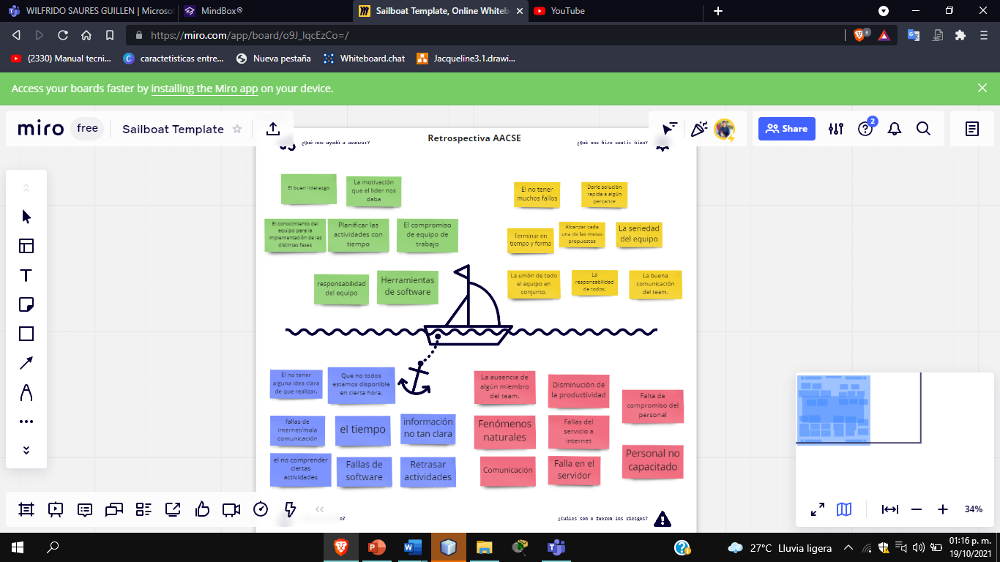 WILFRIDO SAURES GUILLEN | Microsof
MindBox®
Sailboat Template, Online Whiteb
YouTube
https://miro.com/app/board/o9J_lqcEzCo=/
3
(2330) Manual tecni...
caractetisticas entre...
Nueva pestaña
Whiteboard.chat
Jacqueline3.1.drawi...
Access your boards faster by installing the Miro app on your device.
miro
free
Sailboat Template
Share
2
¿Qué nos ayudó a avanzar?
Retrospectiva AACSE
¿Qué nos hizo sentir bien?
El buen liderazgo
La motivación
que el lider nos
daba
El conocimiento del
equipo para la
implementación de las
distintas fases
Planificar las
actividades con
tiempo
El compromiso
de equipo de
trabajo
responsabilidad
del equipo
Herramientas
de software
El no tener
muchos fallos
Darle solución
rapida a algún
percance
Terminar en
tiempo y forma
Alcanzar cada
una de las metas
propuestas
La seriedad
del equipo
La unión de todo
el equipo en
conjunto.
La
responsabilidad
de todos.
La buena
comunicación
del team.
El no tener
alguna idea clara
de que realizar.
Que no todos
estamos disponible
en cierta hora.
fallas de
internet/mala
comunicación
el tiempo
información
no tan clara
el no comprender
ciertas
actividades
Fallas de
software
Retrasar
actividades
La ausencia de
algún miembro
del team.
Disminución de
la productividad
Falta de
compromiso del
personal
Fenómenos
naturales
Fallas del
servicio a
internet
Personal no
capacitado
Comunicación
Falla en el
servidor
o?
¿Cuáles son o fueron los riesgos?
34%
27°C Lluvia ligera
01:16 p. m.
19/10/2021